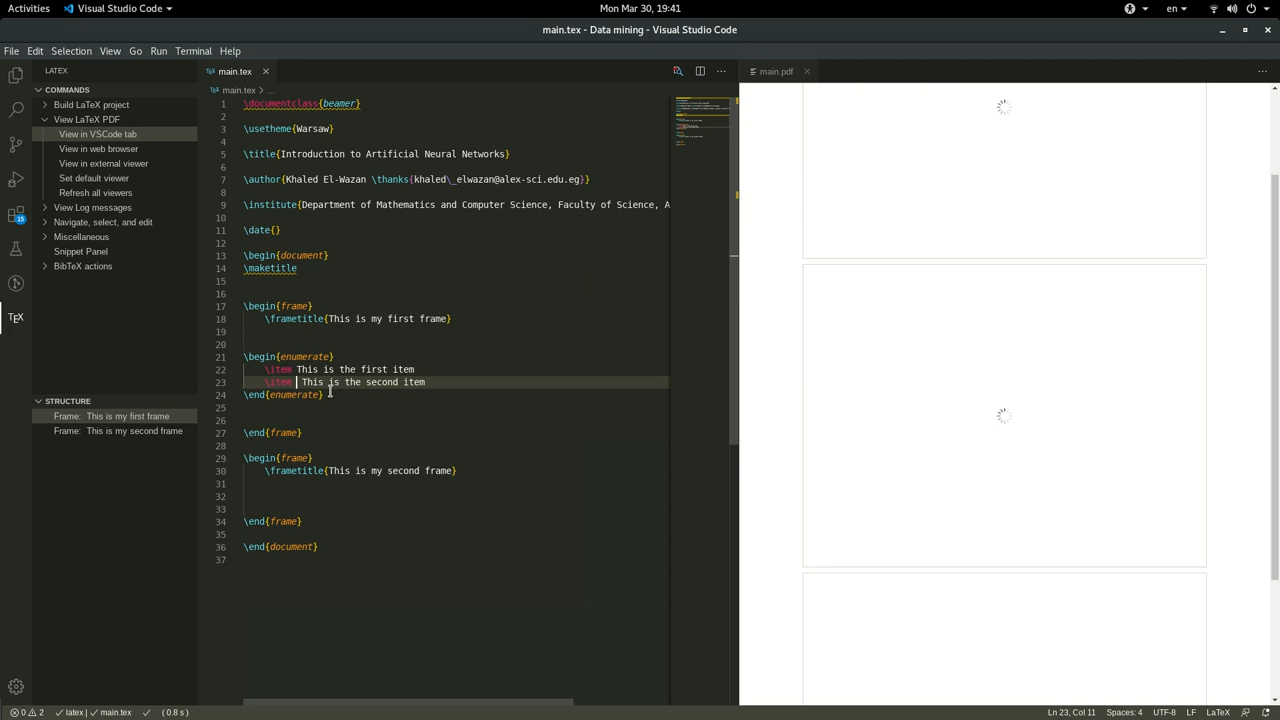 Activities Visual Studio Code Mon Mar 30, 19:41 en
main.tex - Data mining - Visual Studio Code
File Edit Selection View Go Run Terminal Help
LATEX
COMMANDS
Build LaTeX project
View LaTeX PDF
View in VSCode tab
View in web browser
View in external viewer
Set default viewer
Refresh all viewers
View Log messages
Navigate, select, and edit
Miscellaneous
Snippet Panel
BibTeX actions
15
TEX
STRUCTURE
Frame: This is my first frame
Frame: This is my second frame
main.tex
main.tex > ...
1 \documentclass{beamer}
2
3 \usetheme{Warsaw}
4
5 \title{Introduction to Artificial Neural Networks}
6
7 \author{Khaled El-Wazan \thanks{khaled\_elwazan@alex-sci.edu.eg}}
8
9 \institute{Department of Mathematics and Computer Science, Faculty of Science, A
10
11 \date{}
12
13 \begin{document}
14 \maketitle
15
16
17 \begin{frame}
18 \frametitle{This is my first frame}
19
20
21 \begin{enumerate}
22 \item This is the first item
23 \item  This is the second item
24 \end{enumerate}
25
26
27 \end{frame}
28
29 \begin{frame}
30 \frametitle{This is my second frame}
31
32
33
34 \end{frame}
35
36 \end{document}
37
main.pdf
0 2 latex | main.tex ( 0.8 s ) Ln 23, Col 11 Spaces: 4 UTF-8 LF LaTeX